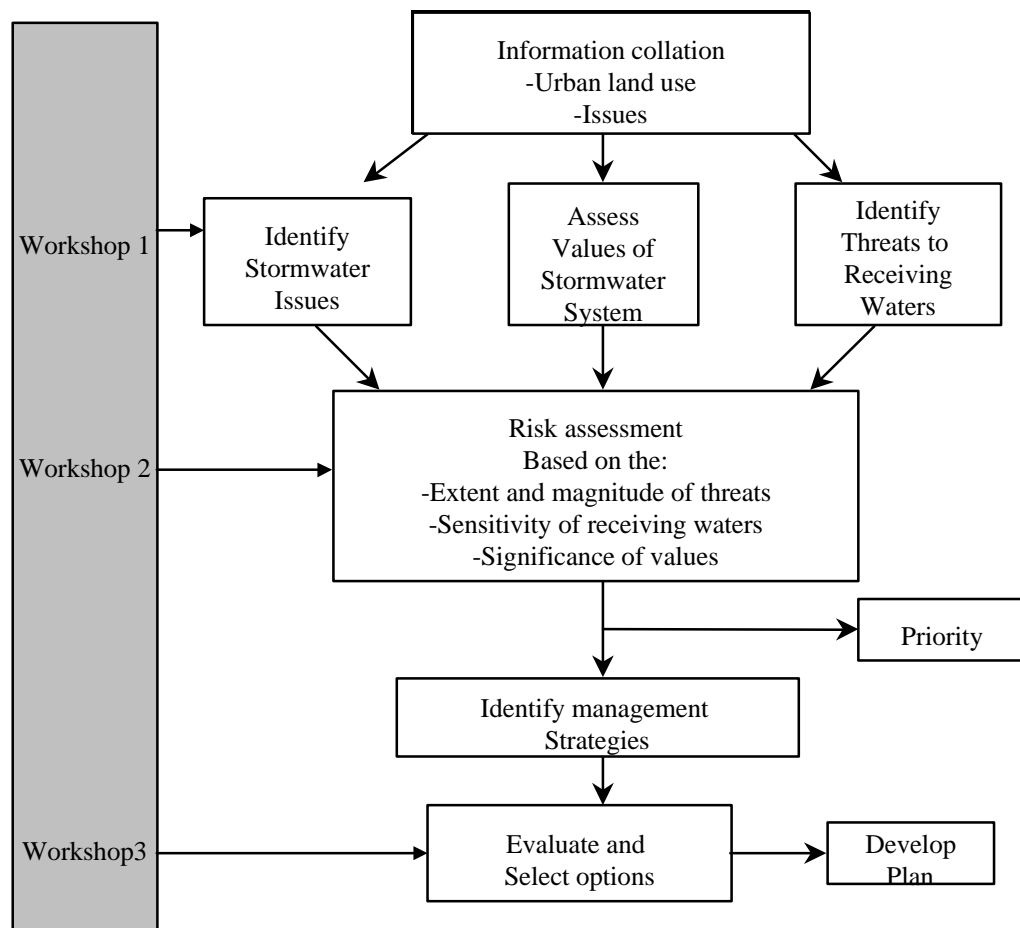 Information collation
-Urban land use
-Issues
Workshop 1
Identify
Stormwater
Issues
Assess
Values of
Stormwater
System
Identify
Threats to
Receiving
Waters
Workshop 2
Risk assessment
Based on the:
-Extent and magnitude of threats
-Sensitivity of receiving waters
-Significance of values
Priority
Identify management
Strategies
Workshop3
Evaluate and
Select options
Develop
Plan